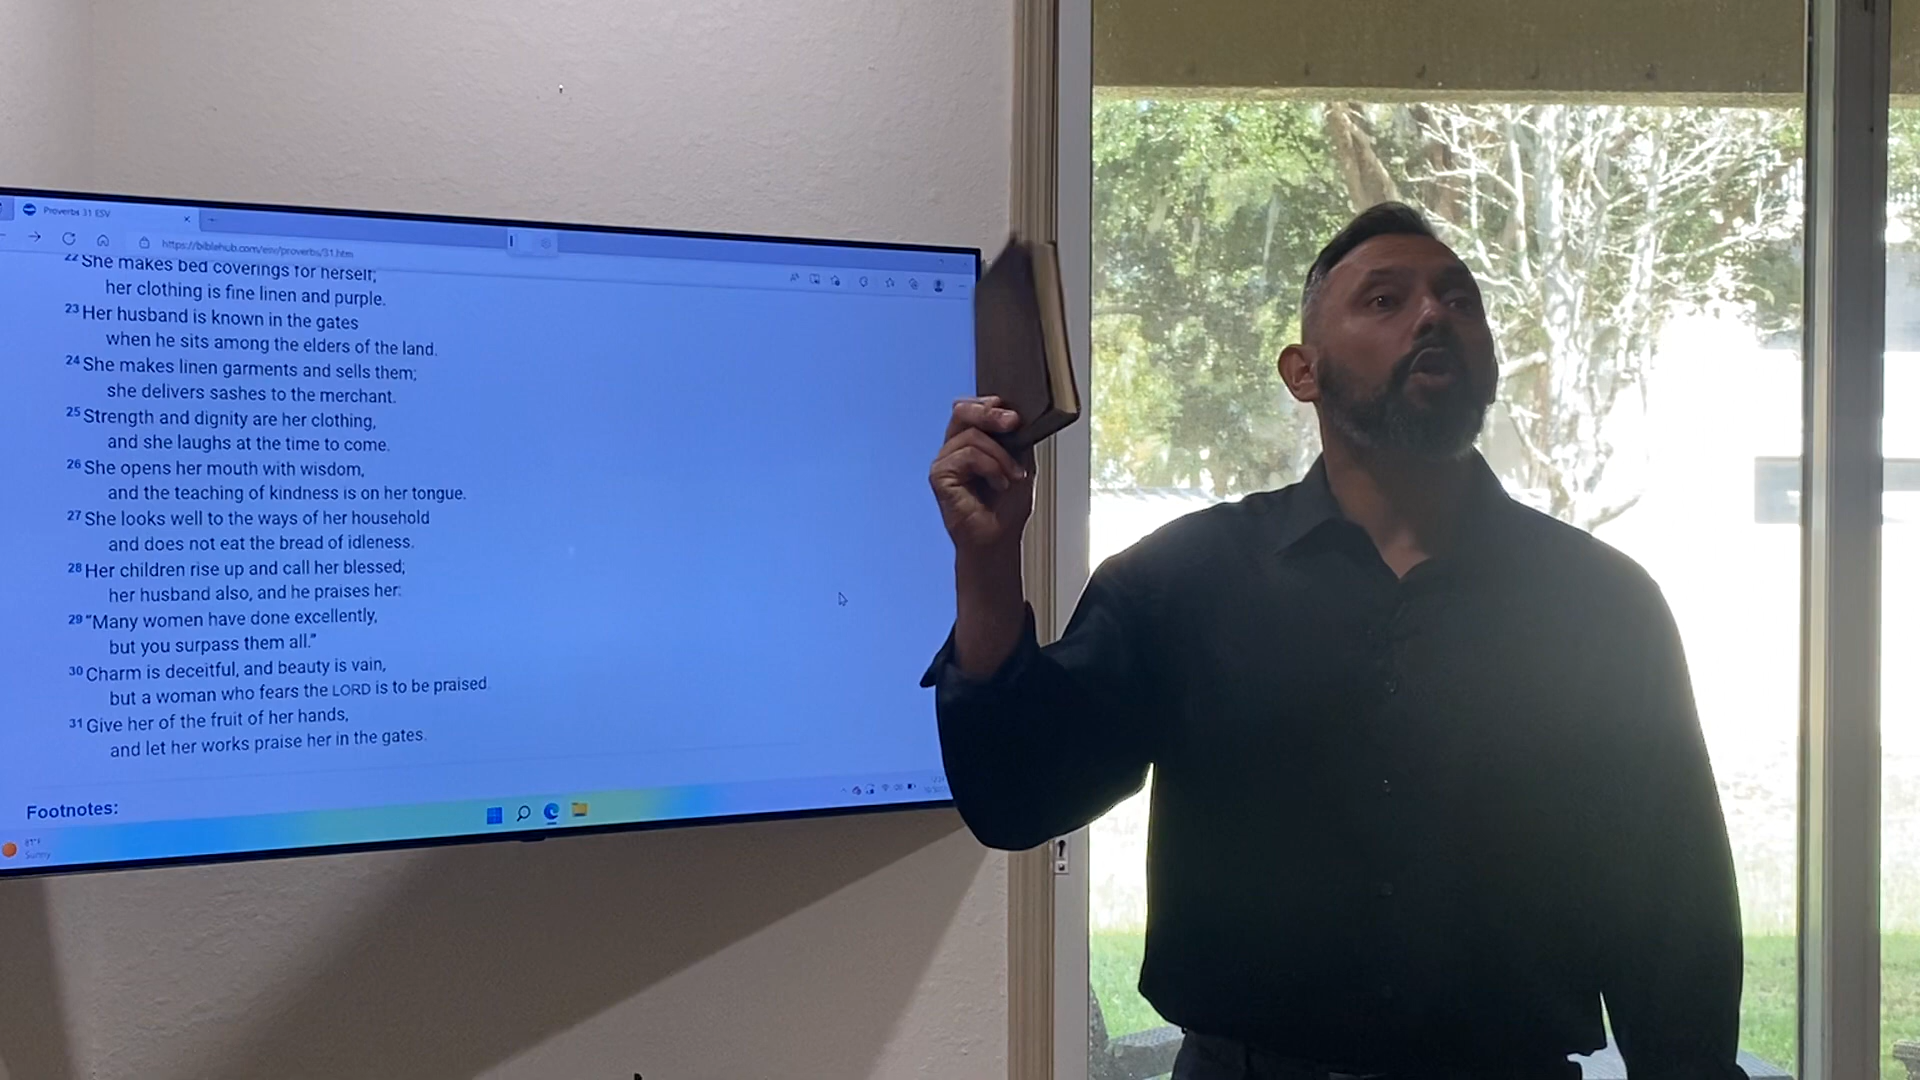 Proverbs 31 ESV
https://biblehub.com/esv/proverbs/31.htm
22 She makes bed coverings for herself;
her clothing is fine linen and purple.
23 Her husband is known in the gates
when he sits among the elders of the land.
24 She makes linen garments and sells them;
she delivers sashes to the merchant.
25 Strength and dignity are her clothing,
and she laughs at the time to come.
26 She opens her mouth with wisdom,
and the teaching of kindness is on her tongue.
27 She looks well to the ways of her household
and does not eat the bread of idleness.
28 Her children rise up and call her blessed;
her husband also, and he praises her:
29 “Many women have done excellently,
but you surpass them all.”
30 Charm is deceitful, and beauty is vain,
but a woman who fears the LORD is to be praised.
31 Give her of the fruit of her hands,
and let her works praise her in the gates.
Footnotes:
81°F
Sunny